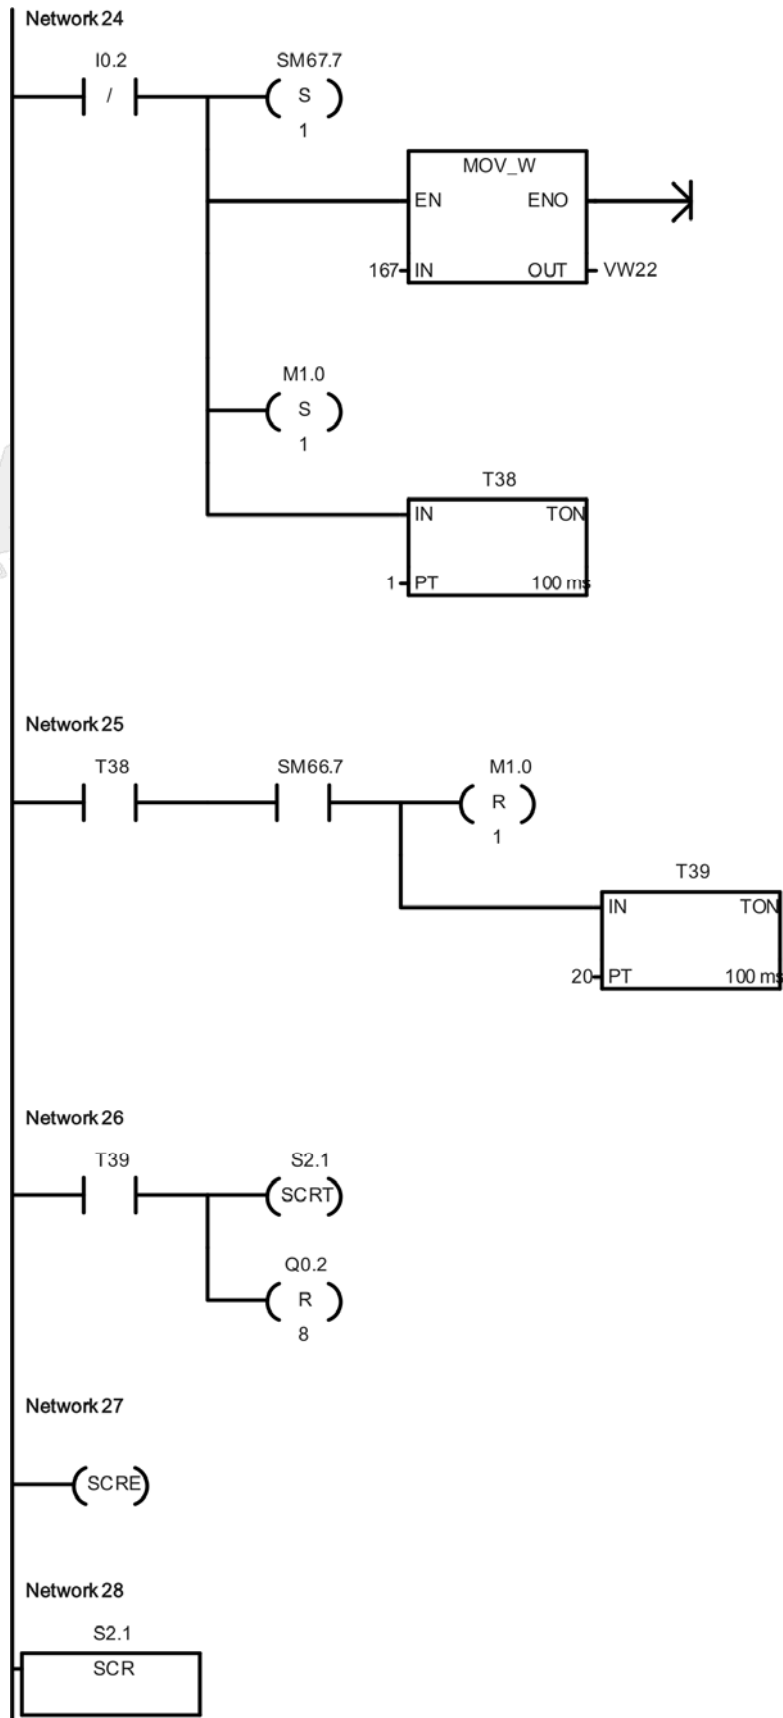 Network 24
I0.2
SM67.7
/
S
1
MOV_W
EN
ENO
167
IN
OUT
VW22
M1.0
S
1
T38
IN
TON
1
PT
100 ms
Network 25
T38
SM66.7
M1.0
R
1
T39
IN
TON
20
PT
100 ms
Network 26
T39
S2.1
SCRT
Q0.2
R
8
Network 27
SCRE
Network 28
S2.1
SCR